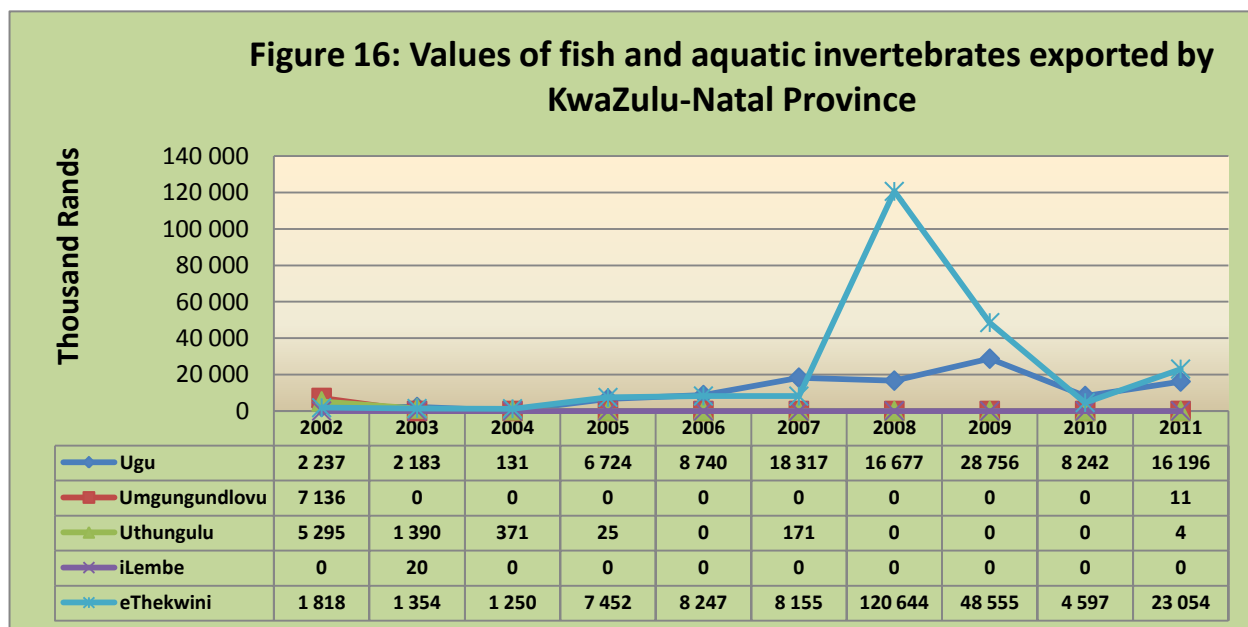 Figure 16: Values of fish and aquatic invertebrates exported by
KwaZulu-Natal Province
Thousand Rands
140 000
120 000
100 000
80 000
60 000
40 000
20 000
0
2002 2003 2004 2005 2006 2007 2008 2009 2010 2011
Ugu 2 237 2 183 131 6 724 8 740 18 317 16 677 28 756 8 242 16 196
Umgungundlovu 7 136 0 0 0 0 0 0 0 0 11
Uthungulu 5 295 1 390 371 25 0 171 0 0 0 4
iLembe 0 20 0 0 0 0 0 0 0 0
eThekwini 1 818 1 354 1 250 7 452 8 247 8 155 120 644 48 555 4 597 23 054